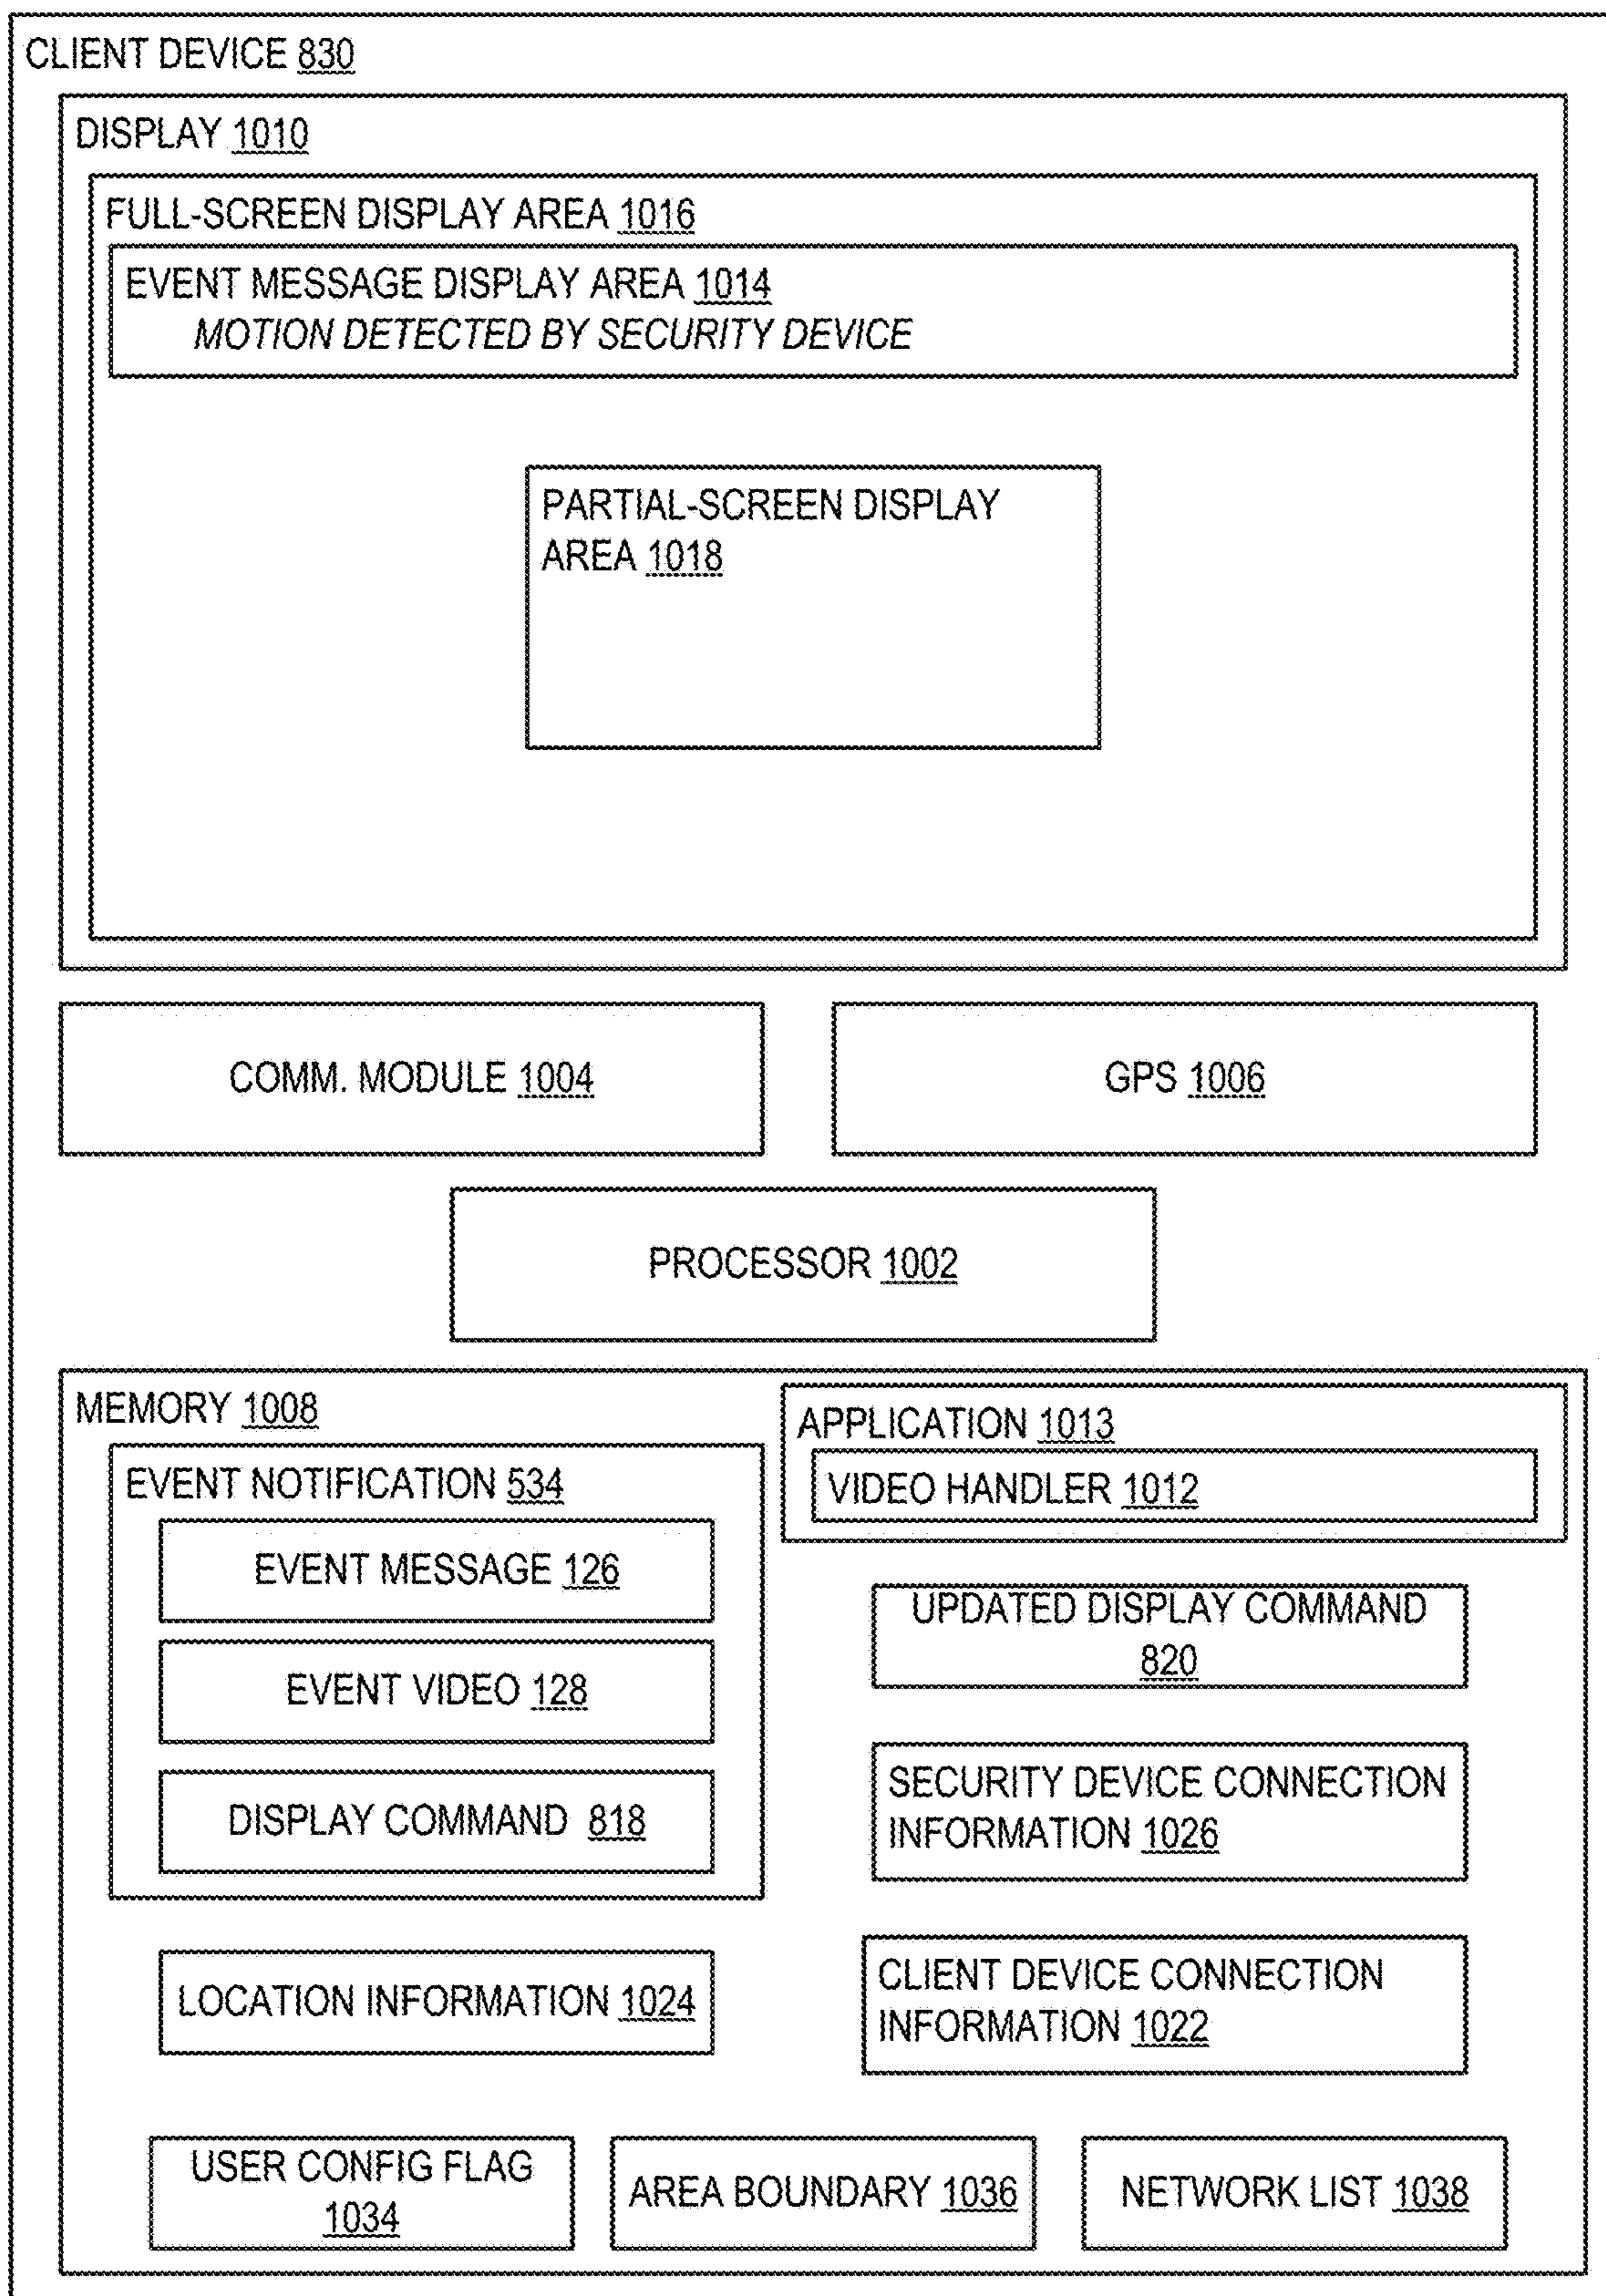 CLIENT DEVICE 830
DISPLAY 1010
FULL-SCREEN DISPLAY AREA 1016
EVENT MESSAGE DISPLAY AREA 1014
MOTION DETECTED BY SECURITY DEVICE
PARTIAL-SCREEN DISPLAY
AREA 1018
COMM. MODULE 1004
GPS 1006
PROCESSOR 1002
MEMORY 1008
EVENT NOTIFICATION 534
EVENT MESSAGE 126
EVENT VIDEO 128
DISPLAY COMMAND 818
LOCATION INFORMATION 1024
APPLICATION 1013
VIDEO HANDLER 1012
UPDATED DISPLAY COMMAND
820
SECURITY DEVICE CONNECTION
INFORMATION 1026
CLIENT DEVICE CONNECTION
INFORMATION 1022
USER CONFIG FLAG
1034
AREA BOUNDARY 1036
NETWORK LIST 1038